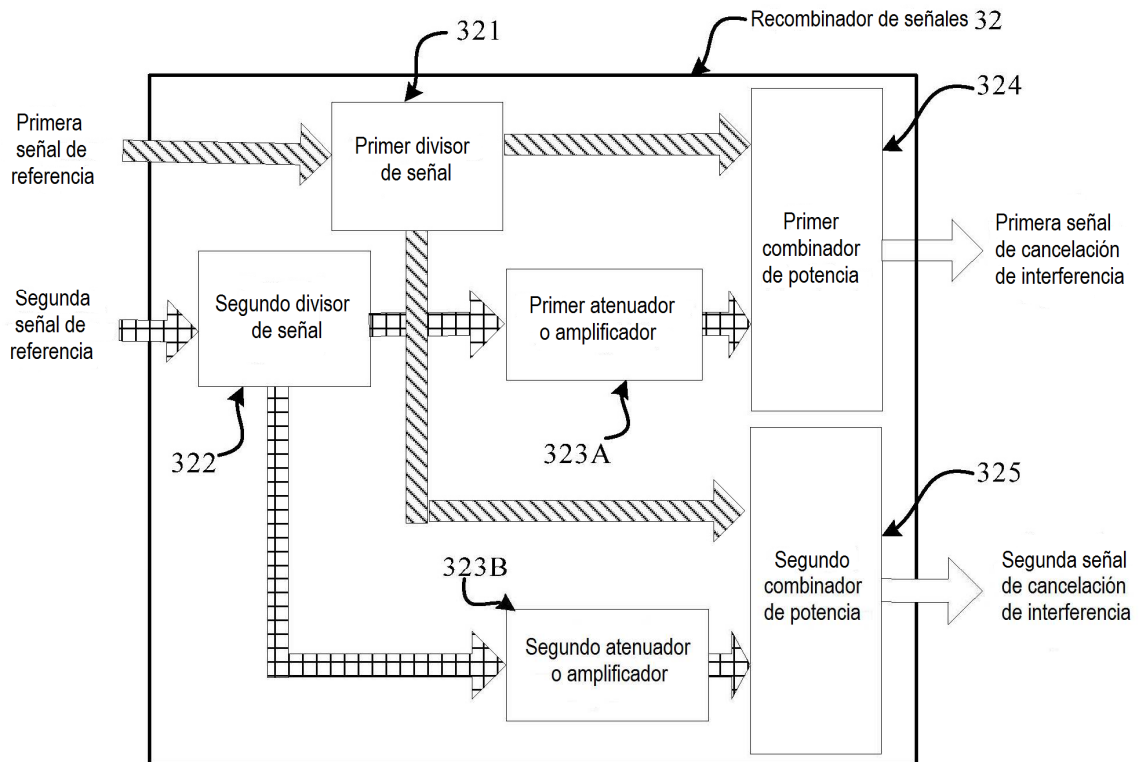 Recombinador de señales 32
321
324
Primera
señal de
referencia
Primer divisor
de señal
Primer
combinador
de potencia
Primera señal
de cancelación
de interferencia
Segunda
señal de
referencia
Segundo divisor
de señal
Primer atenuador
o amplificador
322
323A
325
323B
Segundo
combinador
de potencia
Segunda señal
de cancelación
de interferencia
Segundo atenuador
o amplificador